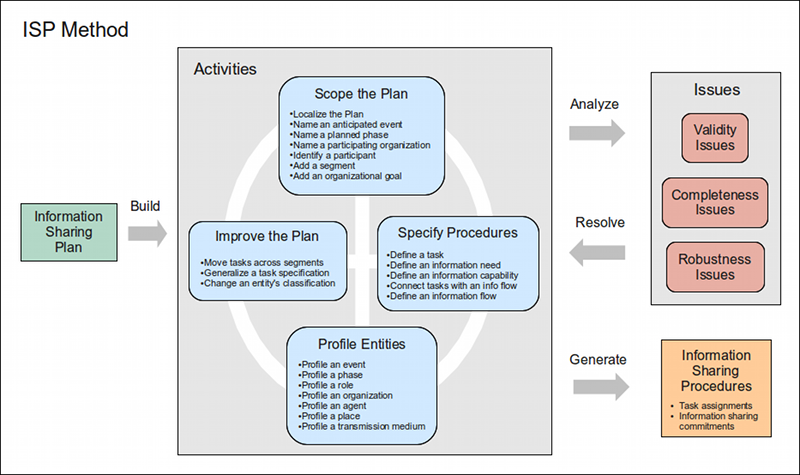 ISP Method
Activities
Scope the Plan
•Localize the Plan
•Name an anticipated event
•Name a planned phase
•Name a participating organization
•Identify a participant
•Add a segment
•Add an organizational goal
Information
Sharing
Plan
Build
Improve the Plan
•Move tasks across segments
•Generalize a task specification
•Change an entity's classification
Specify Procedures
•Define a task
•Define an information need
•Define an information capability
•Connect tasks with an info flow
•Define an information flow
Profile Entities
•Profile an event
•Profile a phase
•Profile a role
•Profile an organization
•Profile an agent
•Profile a place
•Profile a transmission medium
Analyze
Resolve
Generate
Issues
Validity
Issues
Completeness
Issues
Robustness
Issues
Information
Sharing
Procedures
• Task assignments
• Information sharing
commitments